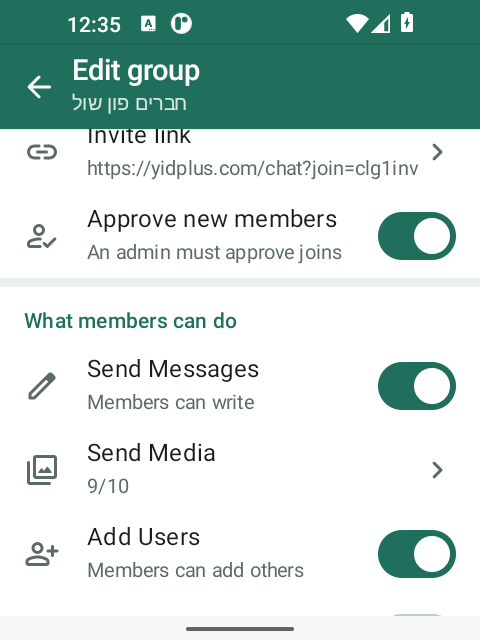 12:35
Edit group
חברים פון שול
Invite link
https://yidplus.com/chat?join=clg1inv
Approve new members
An admin must approve joins
What members can do
Send Messages
Members can write
Send Media
9/10
Add Users
Members can add others